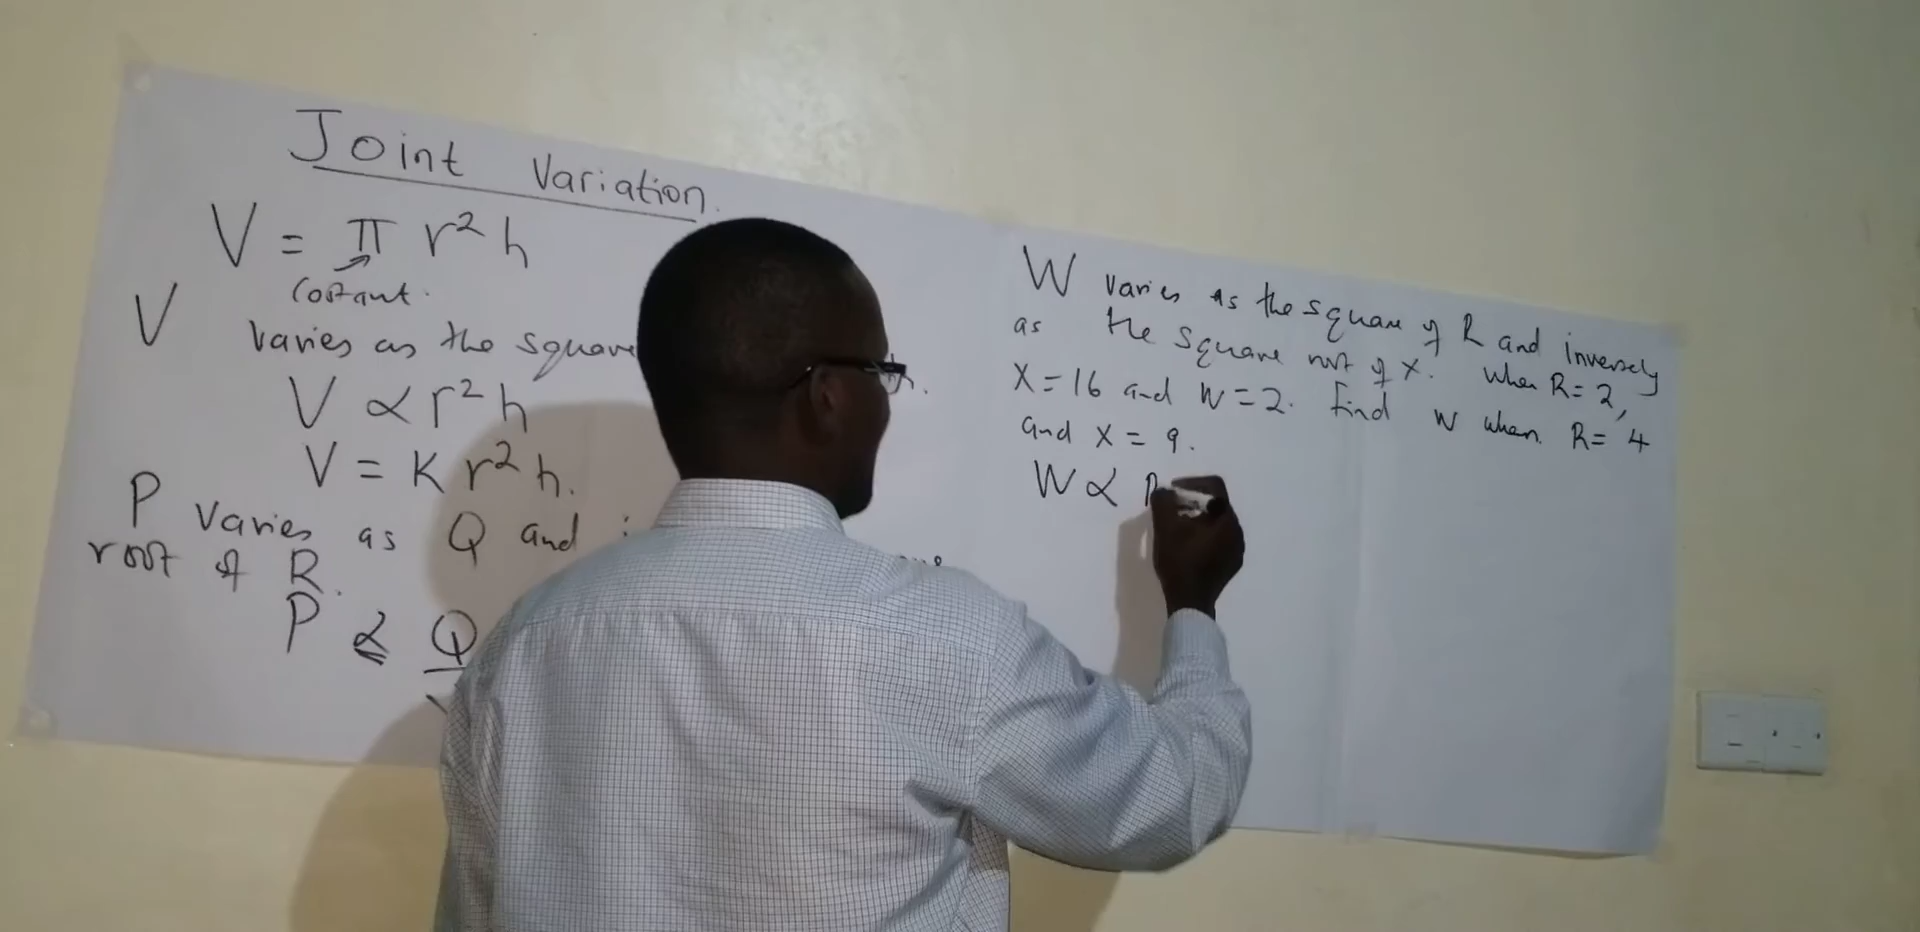 Joint Variation.
V = π r² h
Costant.
V varies as the square
V ∝ r² h
V = K r² h.
P varies as Q and
root of R.
P ∝ Q
W varies as the square of R and inversely
as the square root of X. When R = 2,
X = 16 and W = 2. Find W when R = 4
and X = 9.
W ∝